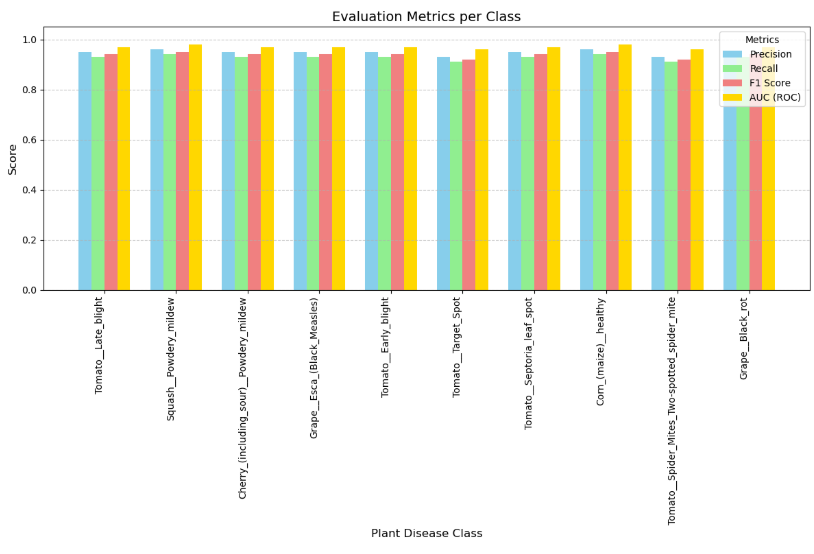 Evaluation Metrics per Class
Metrics
Precision
Recall
F1 Score
AUC (ROC)
Score
1.0
0.8
0.6
0.4
0.2
0.0
Tomato__Late_blight
Squash__Powdery_mildew
Cherry_(including_sour)__Powdery_mildew
Grape__Esca_(Black_Measles)
Tomato__Early_blight
Tomato__Target_Spot
Tomato__Septoria_leaf_spot
Corn_(maize)__healthy
Tomato__Spider_Mites_Two-spotted_spider_mite
Grape__Black_rot
Plant Disease Class